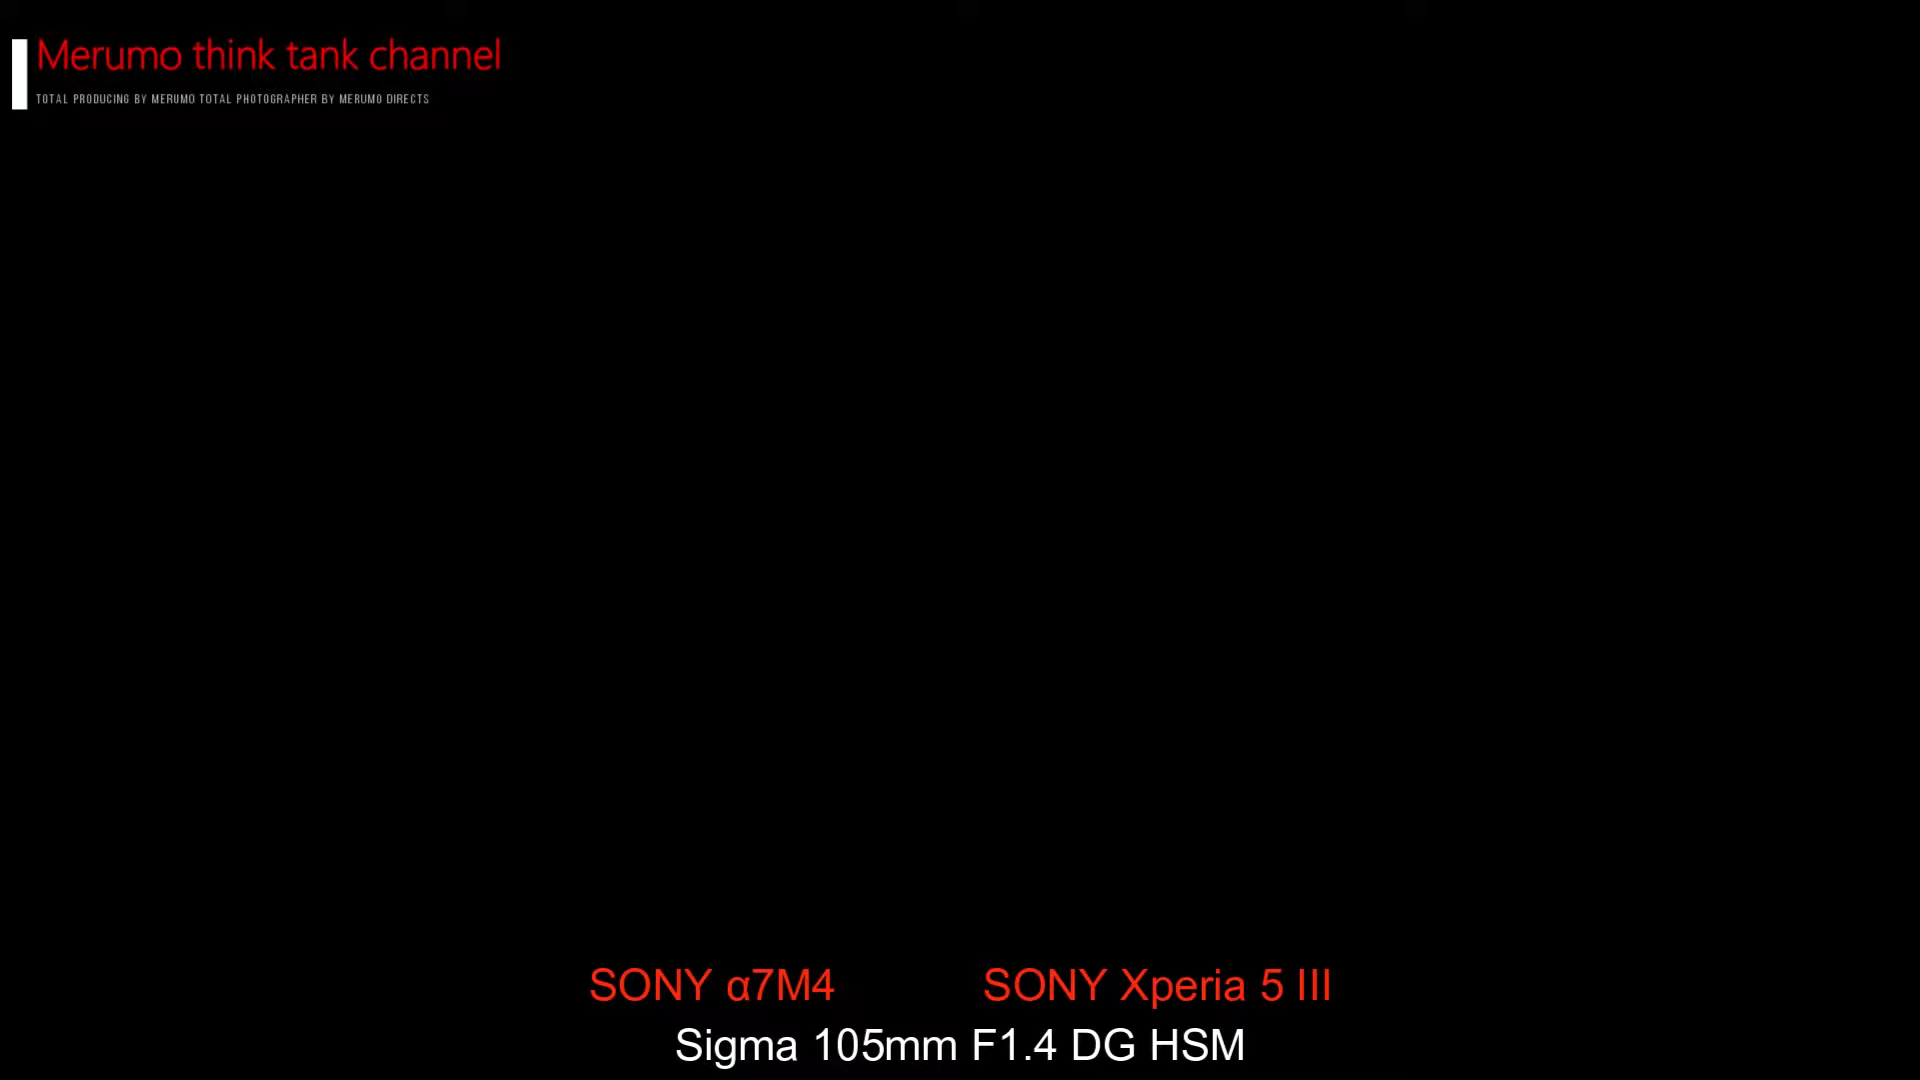 Merumo think tank channel
TOTAL PRODUCING BY MERUMO TOTAL PHOTOGRAPHER BY MERUMO DIRECTS
SONY α7M4 SONY Xperia 5 III
Sigma 105mm F1.4 DG HSM